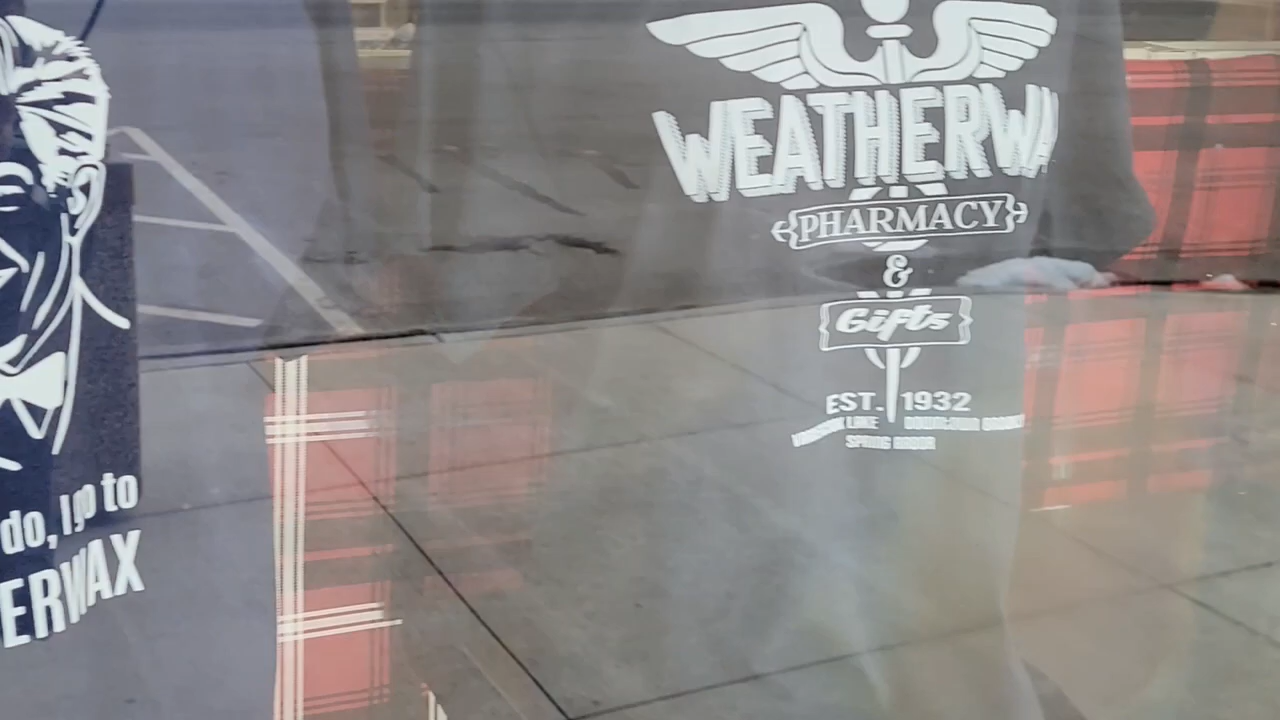 WEATHERWA
PHARMACY
&
Gifts
EST. 1932
SPRING ARBOR
do, I go to
ERWAX